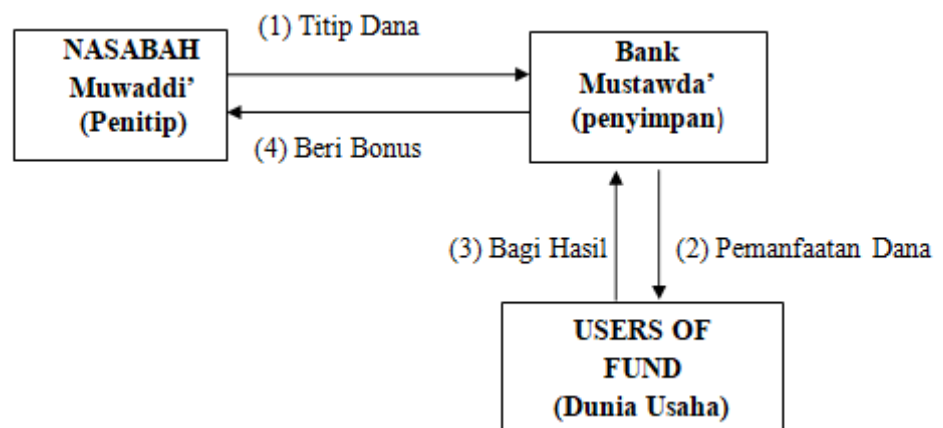 (1) Titip Dana
NASABAH
Muwaddi’
(Penitip)
Bank
Mustawda’
(penyimpan)
(4) Beri Bonus
(3) Bagi Hasil
(2) Pemanfaatan Dana
USERS OF
FUND
(Dunia Usaha)